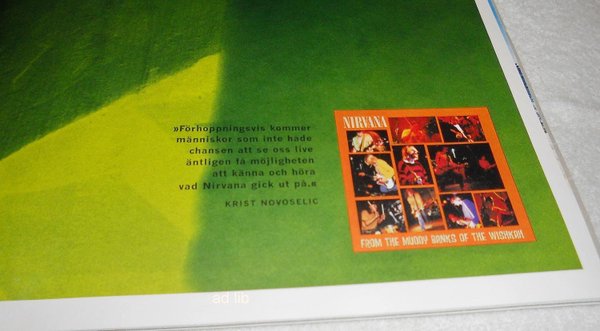 »Förhoppningsvis kommer
människor som inte hade
chansen att se oss live
äntligen få möjligheten
att känna och höra
vad Nirvana gick ut på.«
KRIST NOVOSELIC
NIRVANA
FROM THE MUDDY BANKS OF THE WISHKAH
ad lib